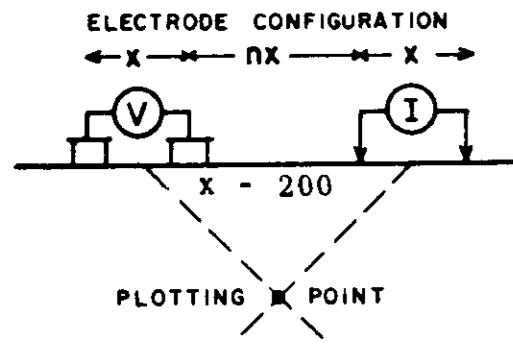 ELECTRODE CONFIGURATION
x nx x
V I
x - 200
PLOTTING POINT